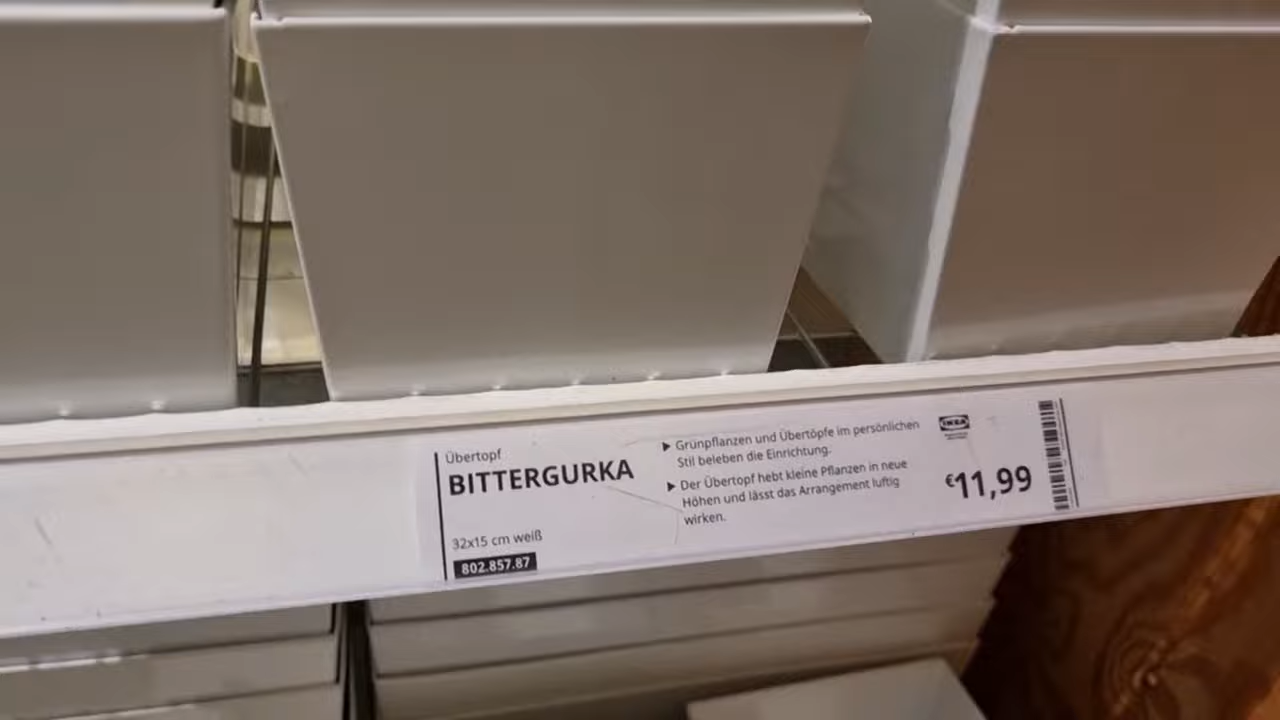 Übertopf
BITTERGURKA
32x15 cm weiß
802.857.87
▶ Grünpflanzen und Übertöpfe im persönlichen
Stil beleben die Einrichtung.
▶ Der Übertopf hebt kleine Pflanzen in neue
Höhen und lässt das Arrangement luftig
wirken.
IKEA
€11,99